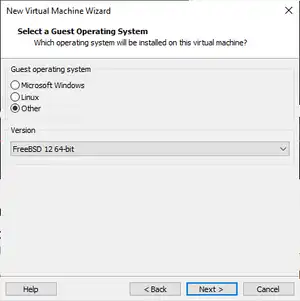 New Virtual Machine Wizard
Select a Guest Operating System
Which operating system will be installed on this virtual machine?
Guest operating system
Microsoft Windows
Linux
Other
Version
FreeBSD 12 64-bit
Help
< Back
Next >
Cancel